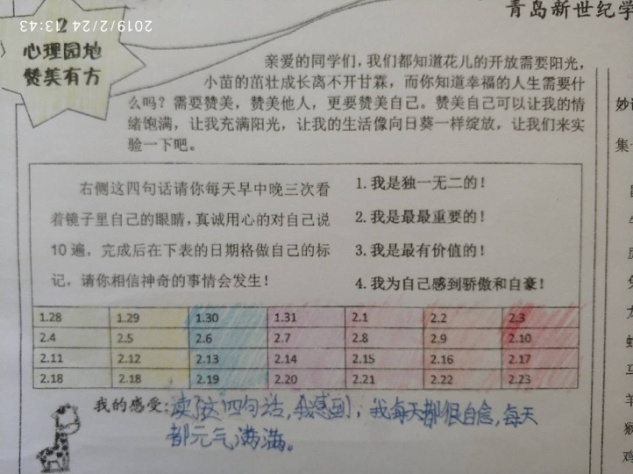 2019/2/24 13:43
青岛新世纪学
2
心理园地
赞美有方
亲爱的同学们，我们都知道花儿的开放需要阳光，
小苗的茁壮成长离不开甘霖，而你知道幸福的人生需要什
么吗？需要赞美，赞美他人，更要赞美自己。赞美自己可以让我的情
绪饱满，让我充满阳光，让我的生活像向日葵一样绽放，让我们来实
验一下吧。
右侧这四句话请你每天早中晚三次看
着镜子里自己的眼睛，真诚用心的对自己说
10 遍，完成后在下表的日期格做自己的标
记，请你相信神奇的事情会发生！
1.我是独一无二的！
2.我是最最重要的！
3.我是最有价值的！
4.我为自己感到骄傲和自豪！
1.28 1.29 1.30 1.31 2.1 2.2 2.3
2.4 2.5 2.6 2.7 2.8 2.9 2.10
2.11 2.12 2.13 2.14 2.15 2.16 2.17
2.18 2.18 2.19 2.20 2.21 2.22 2.23
我的感受：读了这四句话，我感到，我每天都很自信，每天
都元气满满。
妙
集
马
羊
猴
鸡